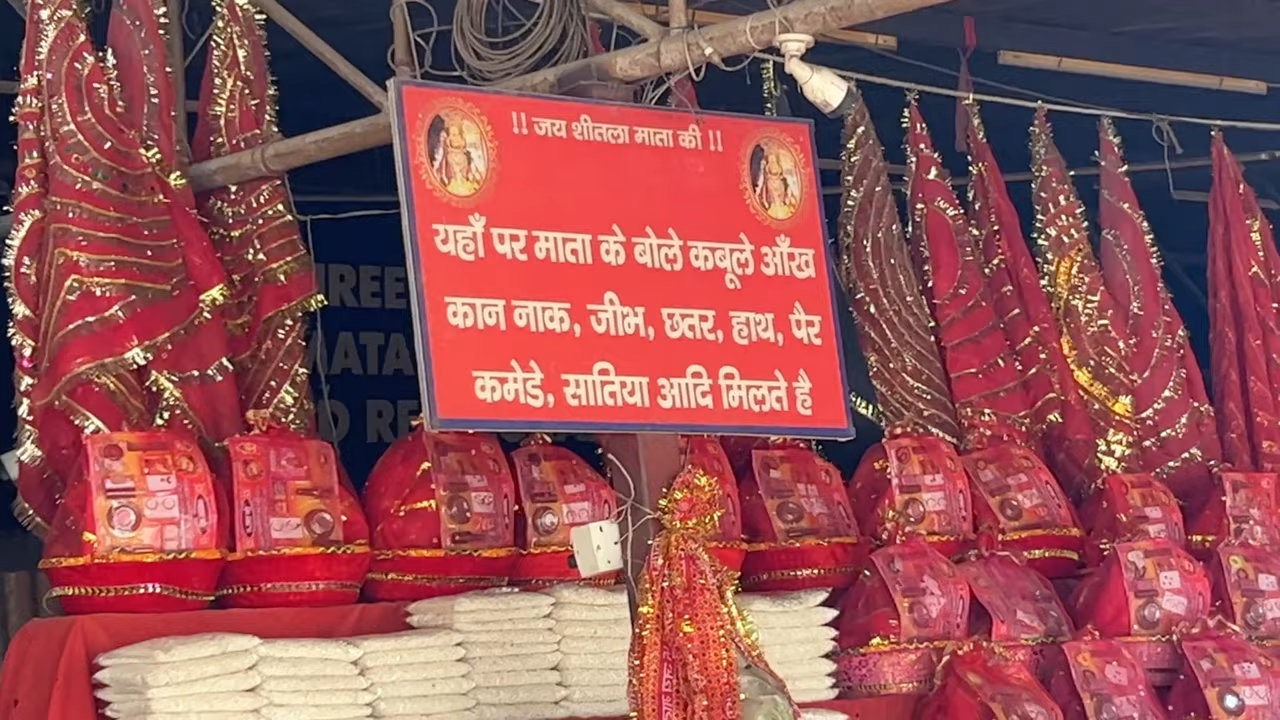 !! जय शीतला माता की !!
यहाँ पर माता के बोले कबूले आँख
कान नाक, जीभ, छतर, हाथ, पैर
कमेडे, सातिया आदि मिलते है